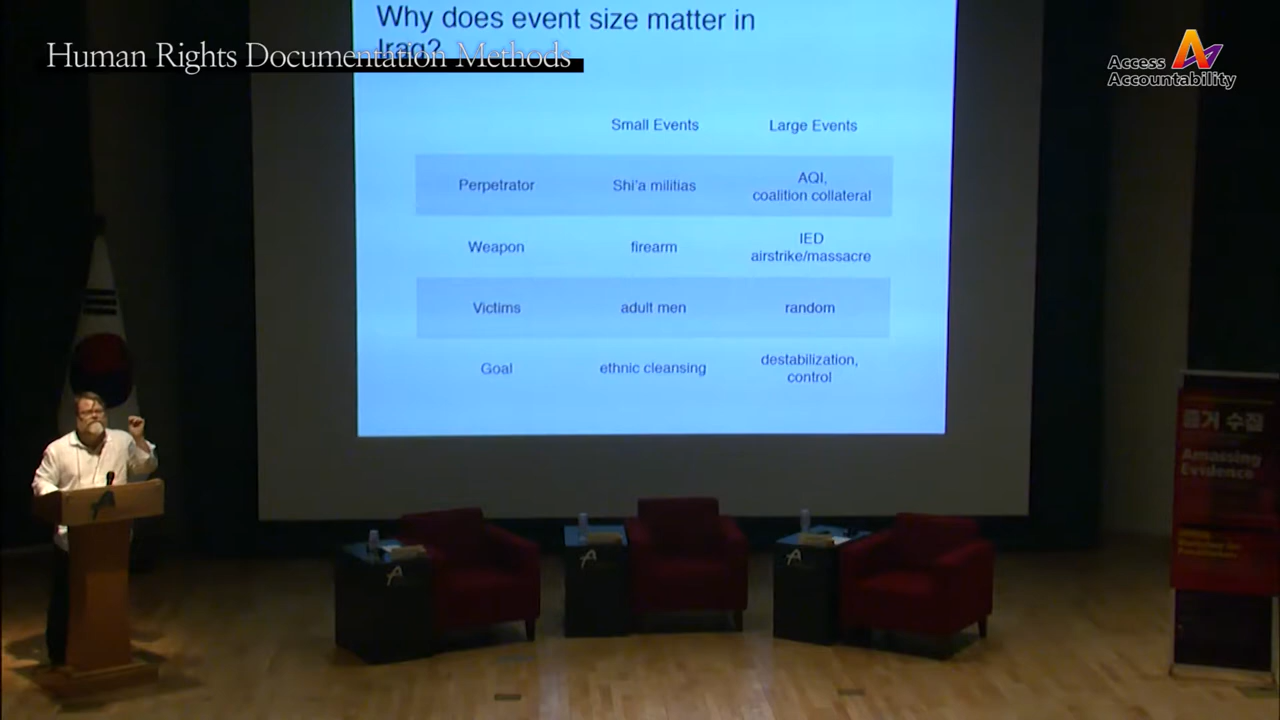 Why does event size matter in
Iraq?
Human Rights Documentation Methods
Access
Accountability
Small Events
Large Events
Perpetrator
Shi'a militias
AQI,
coalition collateral
Weapon
firearm
IED
airstrike/massacre
Victims
adult men
random
Goal
ethnic cleansing
destabilization,
control
증거 수집
Amassing
Evidence